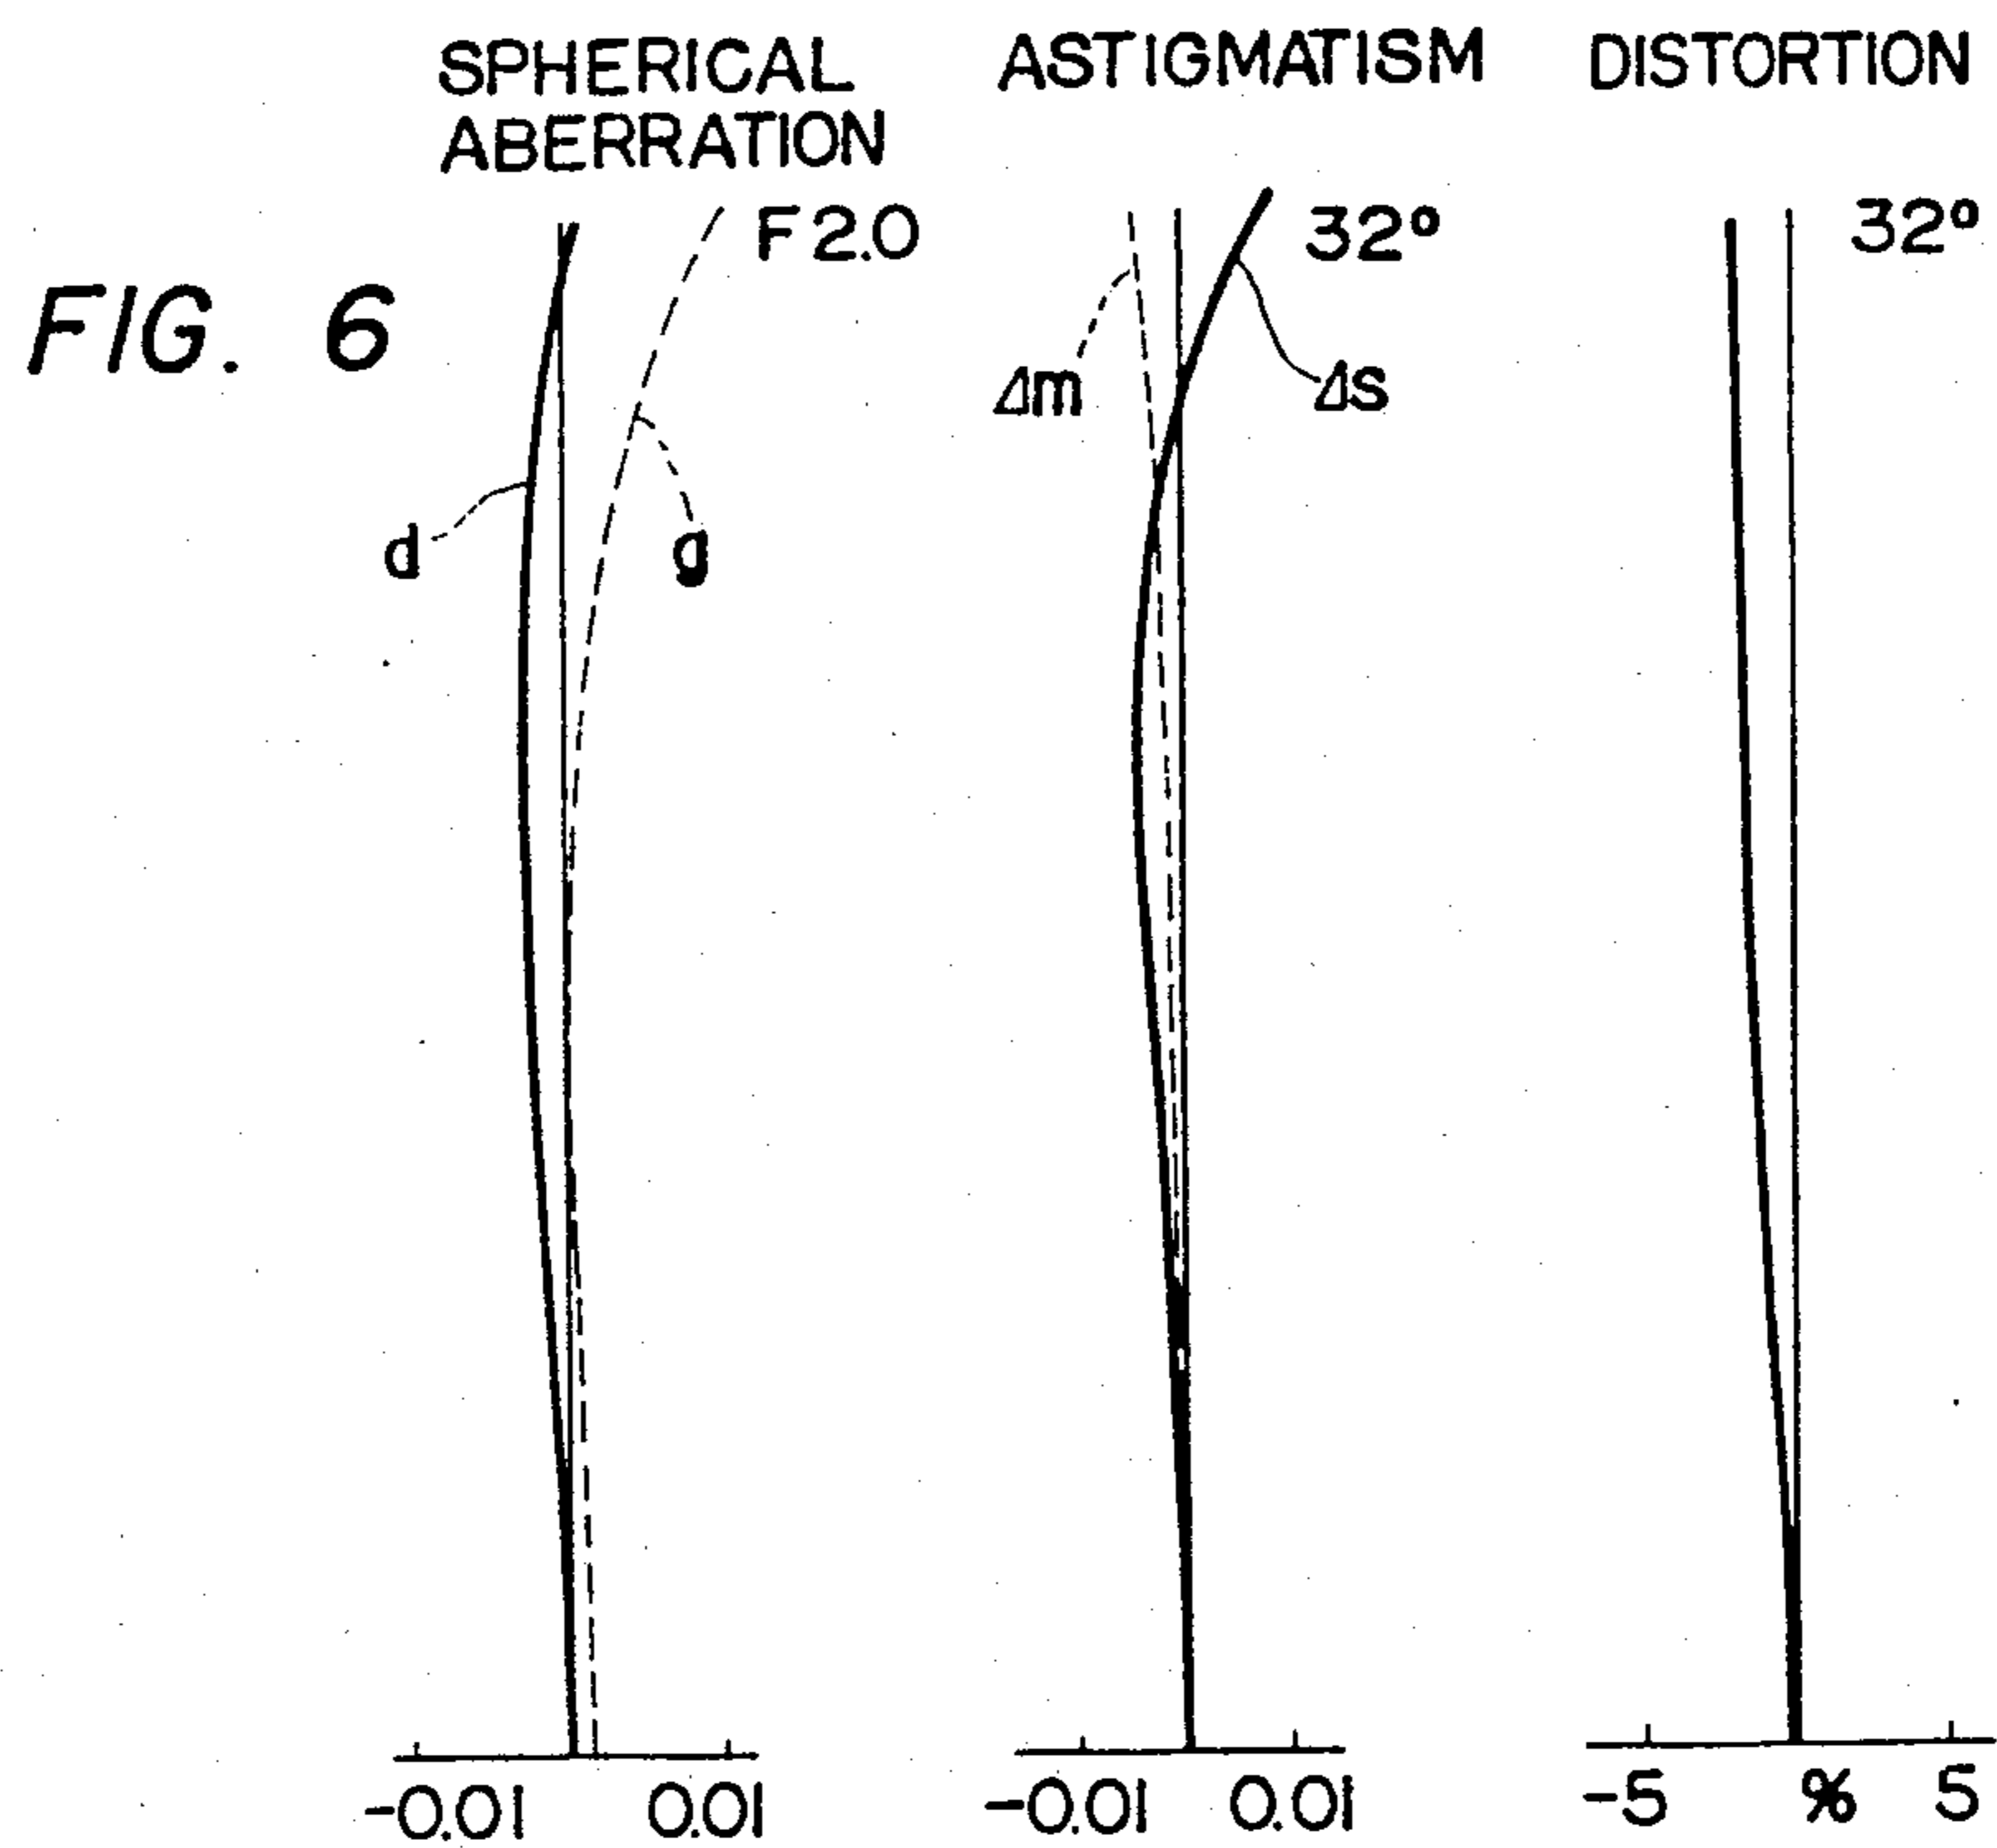 SPHERICAL
ABERRATION
ASTIGMATISM
DISTORTION
FIG. 6
F2.0
32°
32°
d
g
Δm
Δs
-0.01 0.01
-0.01 0.01
-5 % 5